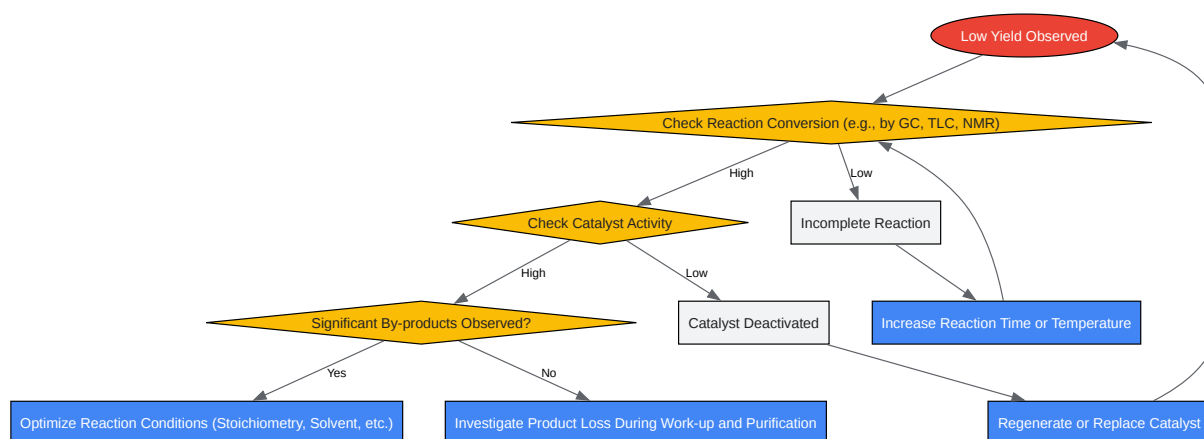 Low Yield Observed
Check Reaction Conversion (e.g., by GC, TLC, NMR)
High
Low
Check Catalyst Activity
Incomplete Reaction
High
Low
Significant By-products Observed?
Catalyst Deactivated
Increase Reaction Time or Temperature
Yes
No
Optimize Reaction Conditions (Stoichiometry, Solvent, etc.)
Investigate Product Loss During Work-up and Purification
Regenerate or Replace Catalyst